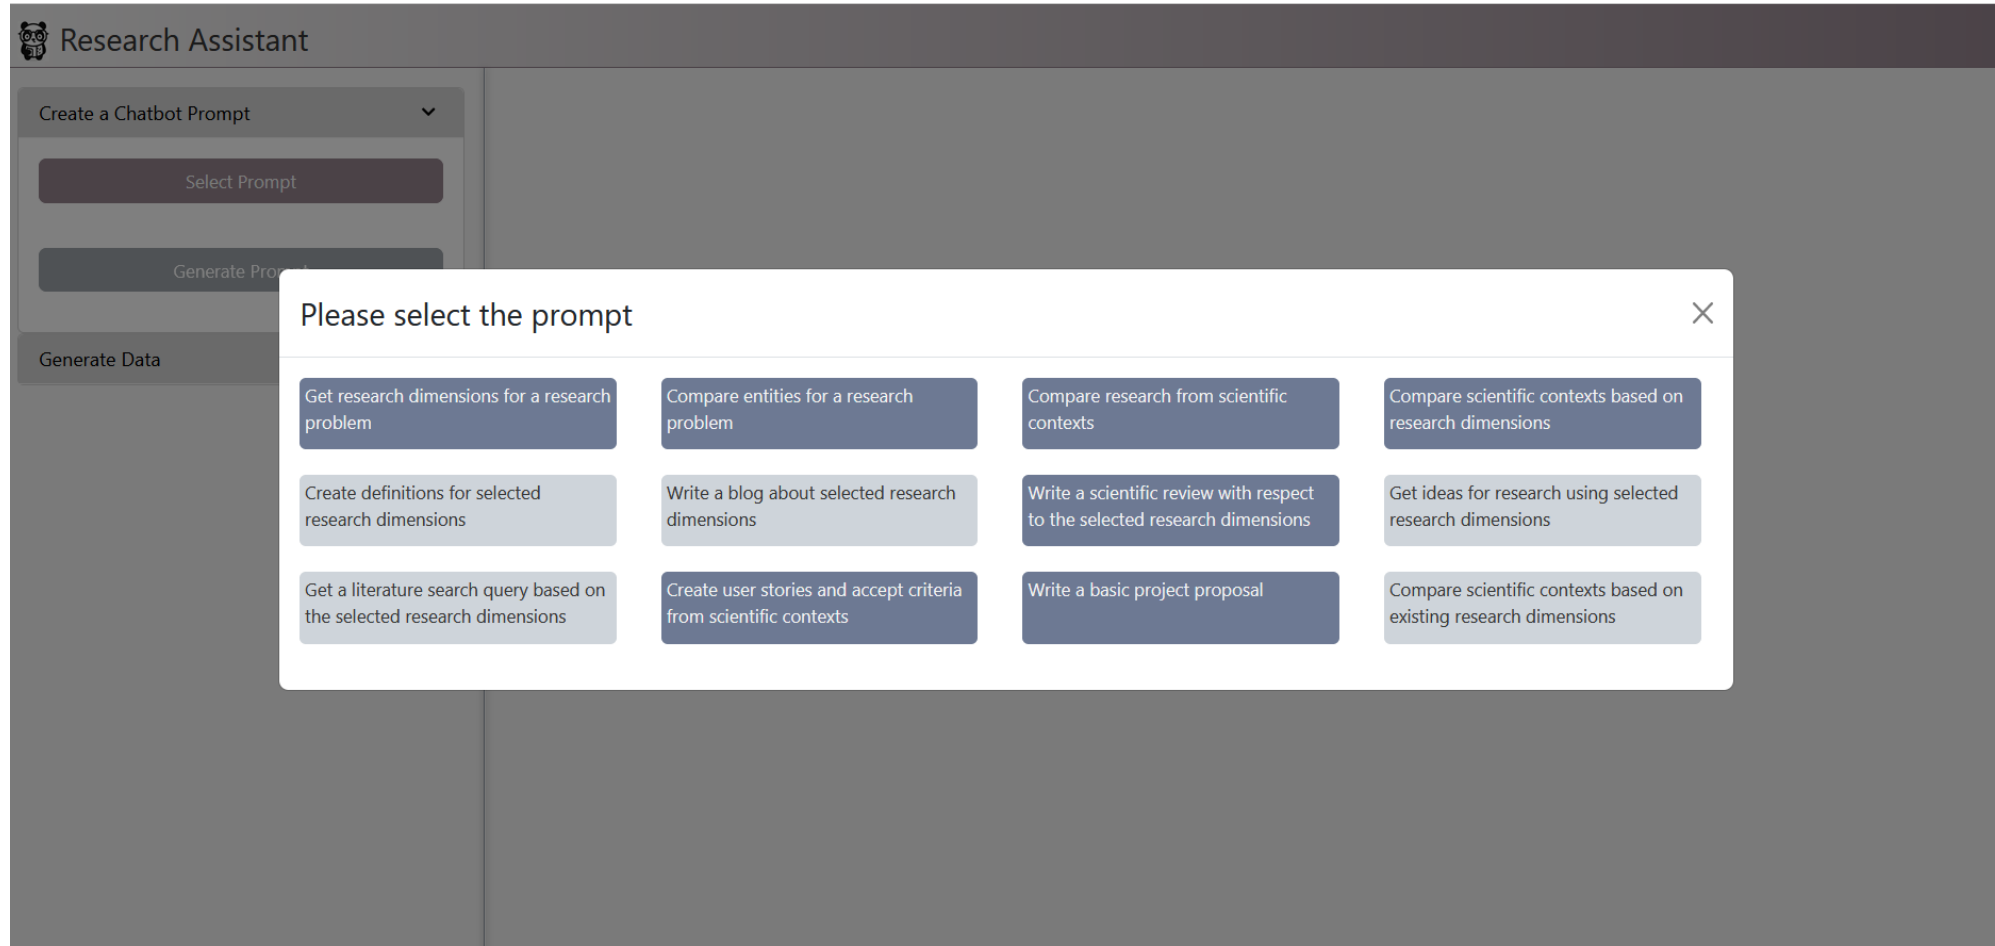 Research Assistant
Create a Chatbot Prompt
Select Prompt
Generate Prompt
Generate Data
Please select the prompt
Get research dimensions for a research
problem
Compare entities for a research
problem
Compare research from scientific
contexts
Compare scientific contexts based on
research dimensions
Create definitions for selected
research dimensions
Write a blog about selected research
dimensions
Write a scientific review with respect
to the selected research dimensions
Get ideas for research using selected
research dimensions
Get a literature search query based on
the selected research dimensions
Create user stories and accept criteria
from scientific contexts
Write a basic project proposal
Compare scientific contexts based on
existing research dimensions